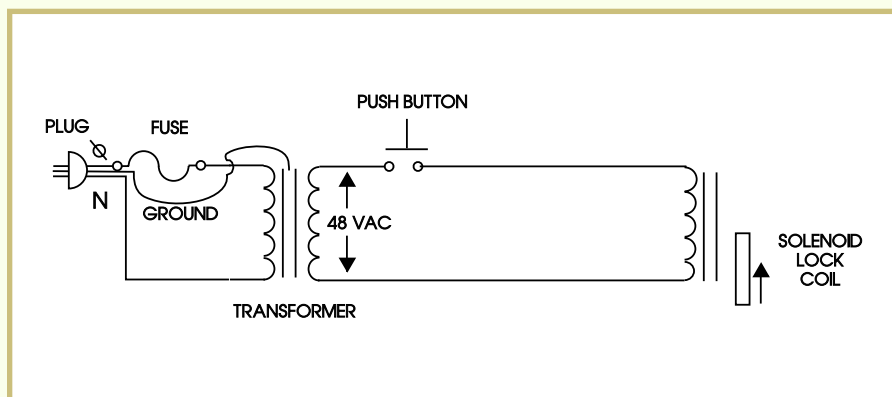 PUSH BUTTON
PLUG
FUSE
N
GROUND
48 VAC
SOLENOID
LOCK
COIL
TRANSFORMER